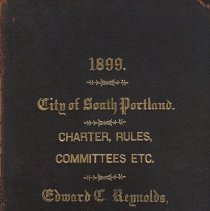 1899.
City of South Portland.
CHARTER, RULES,
COMMITTEES ETC.
Edward C. Reynolds,